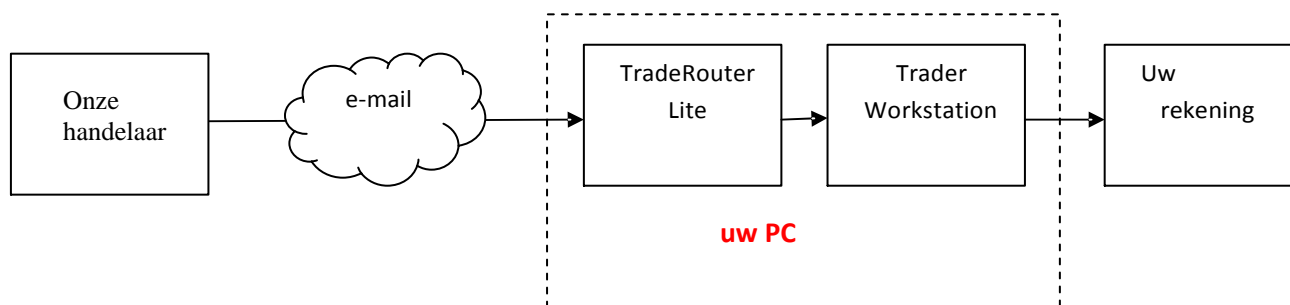 Onze
handelaar
e-mail
TradeRouter
Lite
Trader
Workstation
Uw
rekening
uw PC